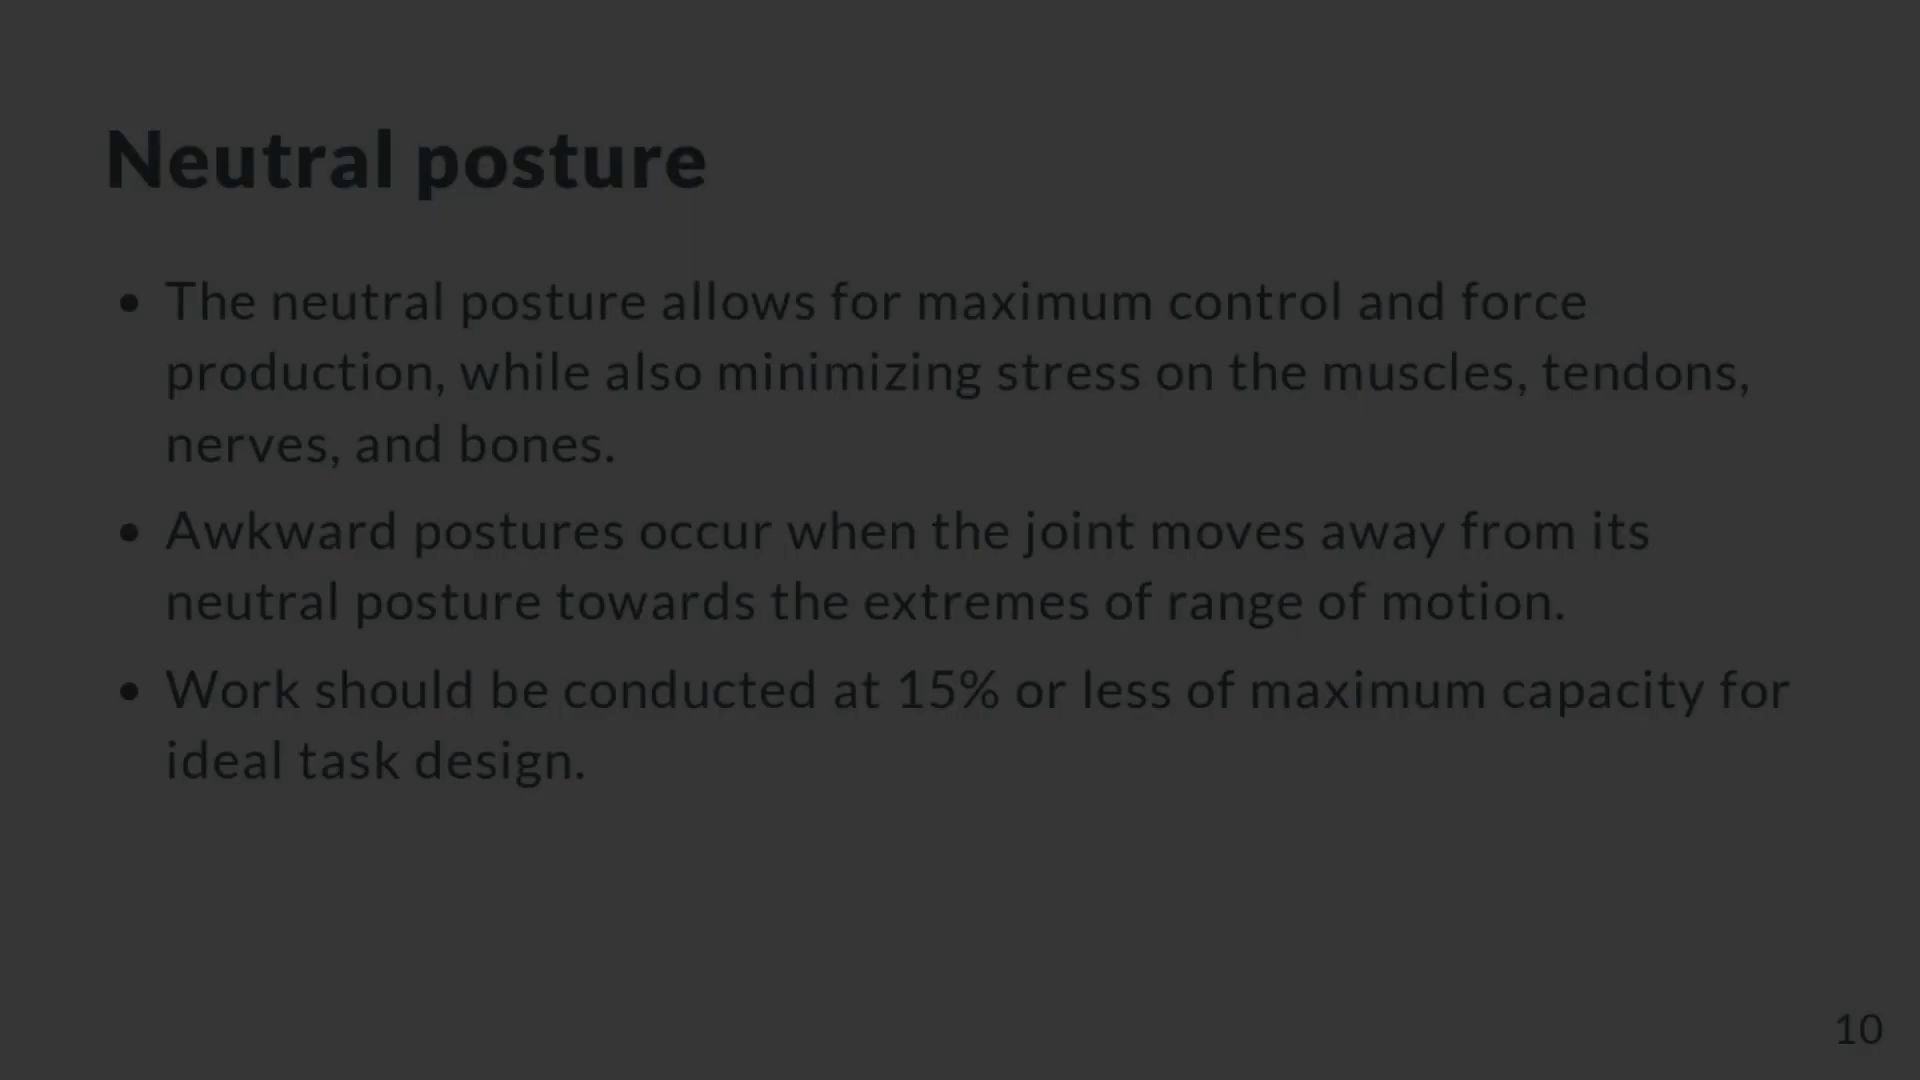 Neutral posture
• The neutral posture allows for maximum control and force
production, while also minimizing stress on the muscles, tendons,
nerves, and bones.
• Awkward postures occur when the joint moves away from its
neutral posture towards the extremes of range of motion.
• Work should be conducted at 15% or less of maximum capacity for
ideal task design.
10